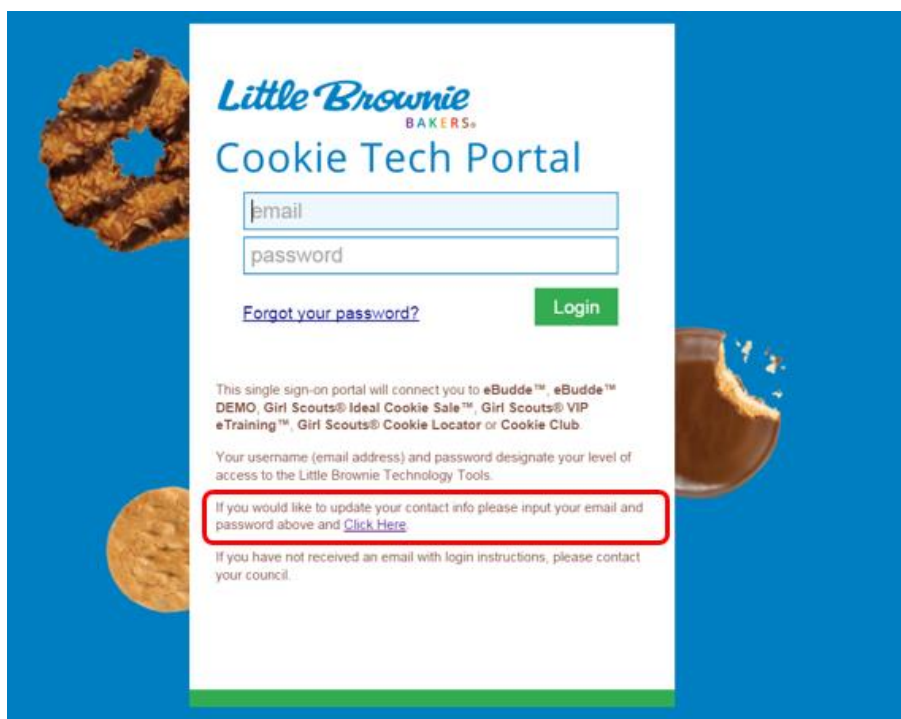 Little Brownie
BAKERS®
Cookie Tech Portal
email
password
Forgot your password?
Login
This single sign-on portal will connect you to eBudde™, eBudde™
DEMO, Girl Scouts® Ideal Cookie Sale™, Girl Scouts® VIP
eTraining™, Girl Scouts® Cookie Locator or Cookie Club.
Your username (email address) and password designate your level of
access to the Little Brownie Technology Tools.
If you would like to update your contact info please input your email and
password above and Click Here.
If you have not received an email with login instructions, please contact
your council.